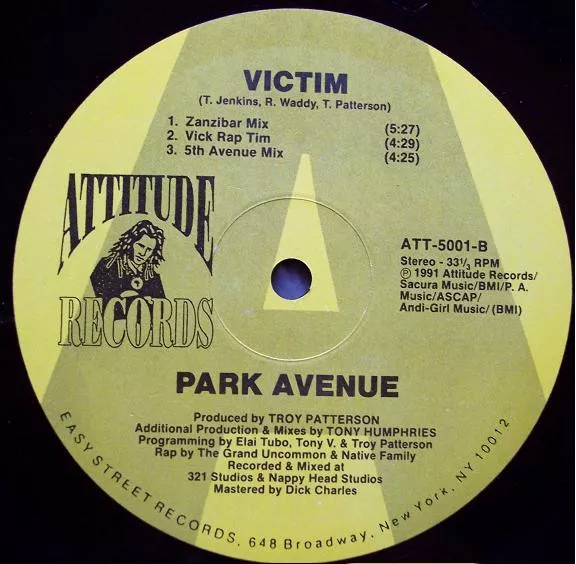 VICTIM
(T. Jenkins, R. Waddy, T. Patterson)
1. Zanzibar Mix (5:27)
2. Vick Rap Tim (4:29)
3. 5th Avenue Mix (4:25)
ATTITUDE
RECORDS
ATT-5001-B
Stereo - 33⅓ RPM
℗ 1991 Attitude Records/
Sacura Music/BMI/P. A.
Music/ASCAP/
Andi-Girl Music/ (BMI)
PARK AVENUE
Produced by TROY PATTERSON
Additional Production & Mixes by TONY HUMPHRIES
Programming by Elai Tubo, Tony V. & Troy Patterson
Rap by The Grand Uncommon & Native Family
Recorded & Mixed at
321 Studios & Nappy Head Studios
Mastered by Dick Charles
EASY STREET RECORDS, 648 Broadway, New York, NY 10012